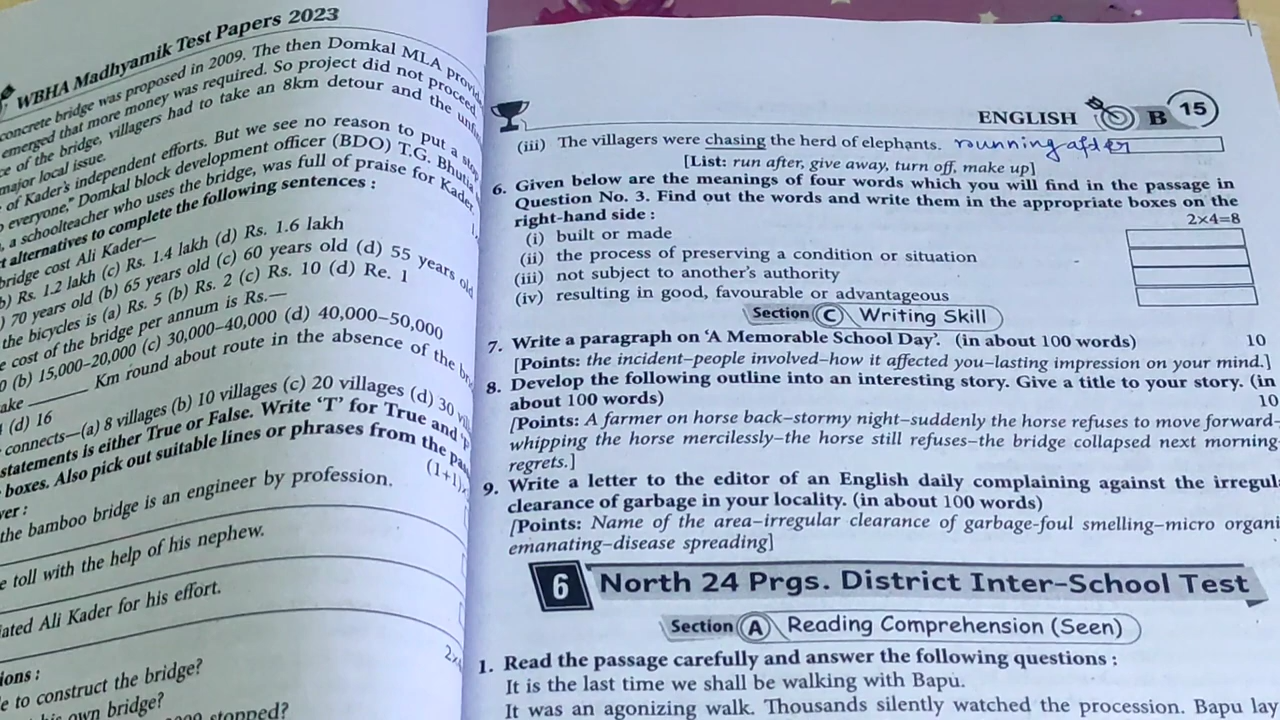 WBHA Madhyamik Test Papers 2023
concrete bridge was proposed in 2009. The then Domkal MLA
emerged that more money was required. So project did not proceed
of the bridge, villagers had to take an 8km detour and the
major local issue.
of Kader's independent efforts. But we see no reason to put a stop
everyone," Domkal block development officer (BDO) T.G. Bhutia
, a schoolteacher who uses the bridge, was full of praise for Kader.
alternatives to complete the following sentences :
bridge cost Ali Kader—
Rs. 1.2 lakh (c) Rs. 1.4 lakh (d) Rs. 1.6 lakh
70 years old (b) 65 years old (c) 60 years old (d) 55 years old
the bicycles is (a) Rs. 5 (b) Rs. 2 (c) Rs. 10 (d) Re. 1
cost of the bridge per annum is Rs.—
(b) 15,000–20,000 (c) 30,000–40,000 (d) 40,000–50,000
Km round about route in the absence of the
(d) 16
connects—(a) 8 villages (b) 10 villages (c) 20 villages (d) 30
statements is either True or False. Write 'T' for True and
boxes. Also pick out suitable lines or phrases from the
(1+1)
the bamboo bridge is an engineer by profession.
toll with the help of his nephew.
Ali Kader for his effort.
to construct the bridge?
own bridge?
stopped?
ENGLISH B 15
(iii) The villagers were chasing the herd of elephants. running after
[List: run after, give away, turn off, make up]
6. Given below are the meanings of four words which you will find in the passage in
Question No. 3. Find out the words and write them in the appropriate boxes on the
right-hand side :
2×4=8
(i) built or made
(ii) the process of preserving a condition or situation
(iii) not subject to another's authority
(iv) resulting in good, favourable or advantageous
Section C Writing Skill
7. Write a paragraph on 'A Memorable School Day'. (in about 100 words) 10
[Points: the incident–people involved–how it affected you–lasting impression on your mind.]
8. Develop the following outline into an interesting story. Give a title to your story. (in
about 100 words) 10
[Points: A farmer on horse back–stormy night–suddenly the horse refuses to move forward–
whipping the horse mercilessly–the horse still refuses–the bridge collapsed next morning
regrets.]
9. Write a letter to the editor of an English daily complaining against the
clearance of garbage in your locality. (in about 100 words)
[Points: Name of the area–irregular clearance of garbage-foul smelling–micro
emanating–disease spreading]
6 North 24 Prgs. District Inter-School Test
Section A Reading Comprehension (Seen)
1. Read the passage carefully and answer the following questions :
It is the last time we shall be walking with Bapu.
It was an agonizing walk. Thousands silently watched the procession. Bapu lay